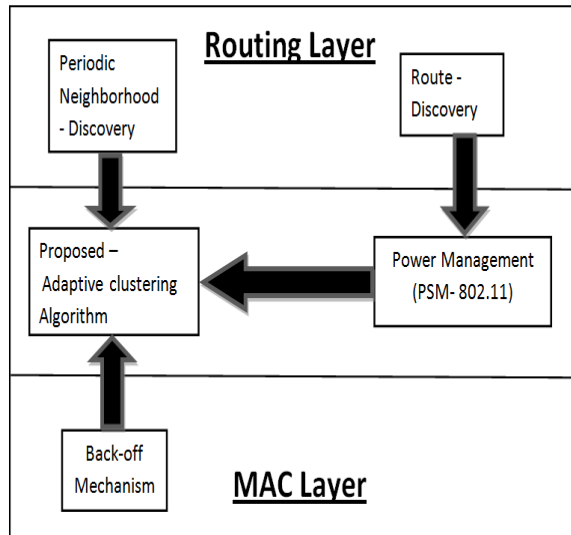 Routing Layer
Periodic
Neighborhood
- Discovery
Route -
Discovery
Proposed –
Adaptive clustering
Algorithm
Power Management
(PSM- 802.11)
Back-off
Mechanism
MAC Layer